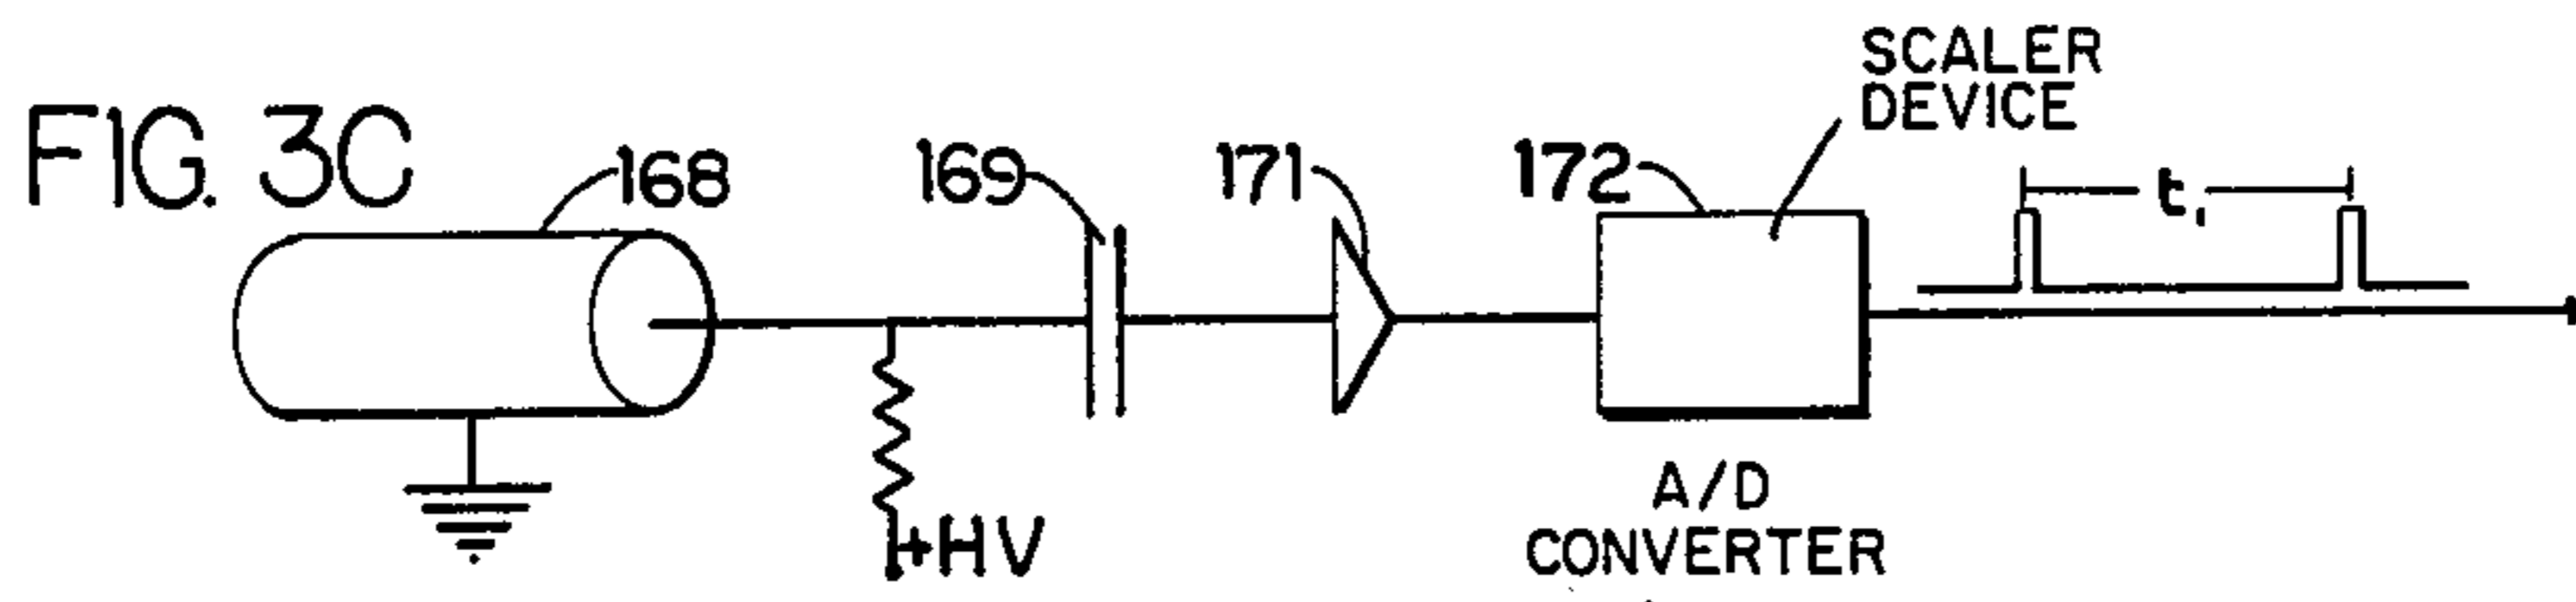 FIG. 3C
168
169
171
172
SCALER
DEVICE
t₁
+HV
A/D
CONVERTER